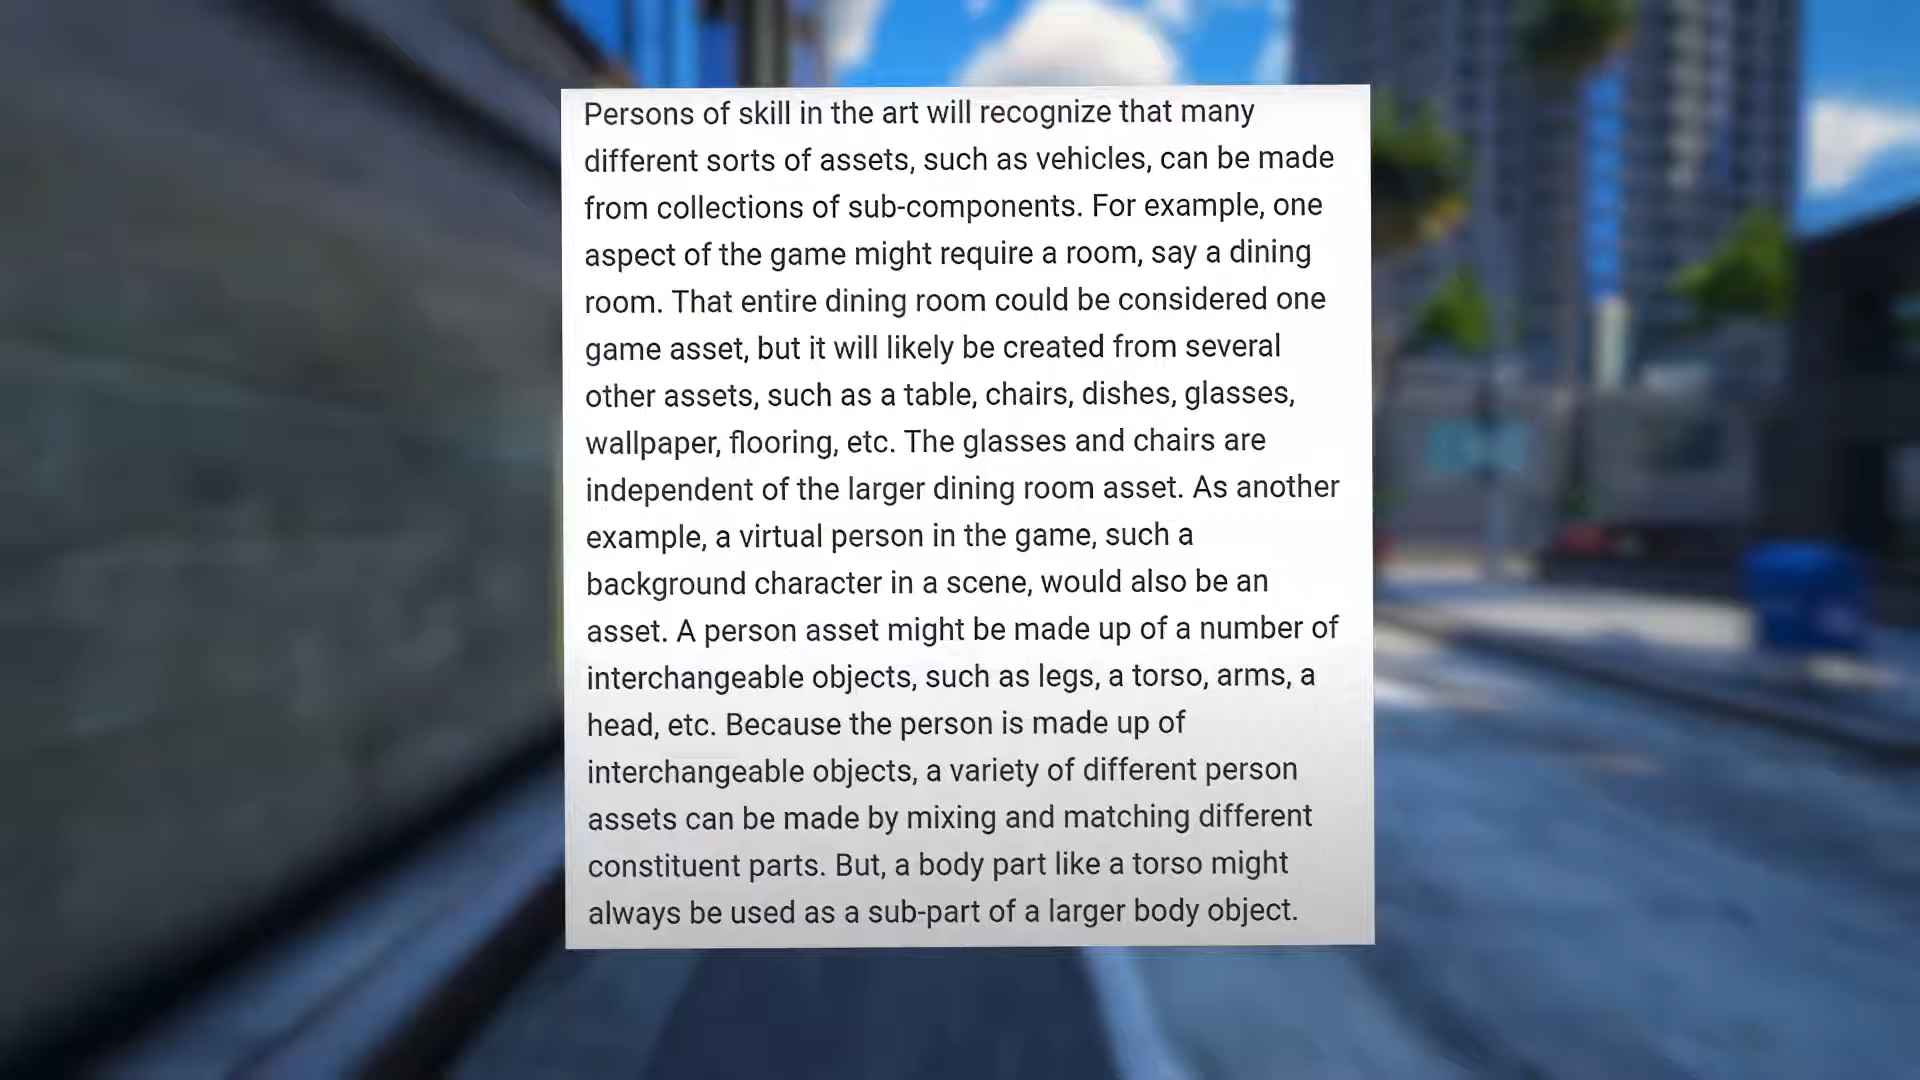 Persons of skill in the art will recognize that many
different sorts of assets, such as vehicles, can be made
from collections of sub-components. For example, one
aspect of the game might require a room, say a dining
room. That entire dining room could be considered one
game asset, but it will likely be created from several
other assets, such as a table, chairs, dishes, glasses,
wallpaper, flooring, etc. The glasses and chairs are
independent of the larger dining room asset. As another
example, a virtual person in the game, such a
background character in a scene, would also be an
asset. A person asset might be made up of a number of
interchangeable objects, such as legs, a torso, arms, a
head, etc. Because the person is made up of
interchangeable objects, a variety of different person
assets can be made by mixing and matching different
constituent parts. But, a body part like a torso might
always be used as a sub-part of a larger body object.